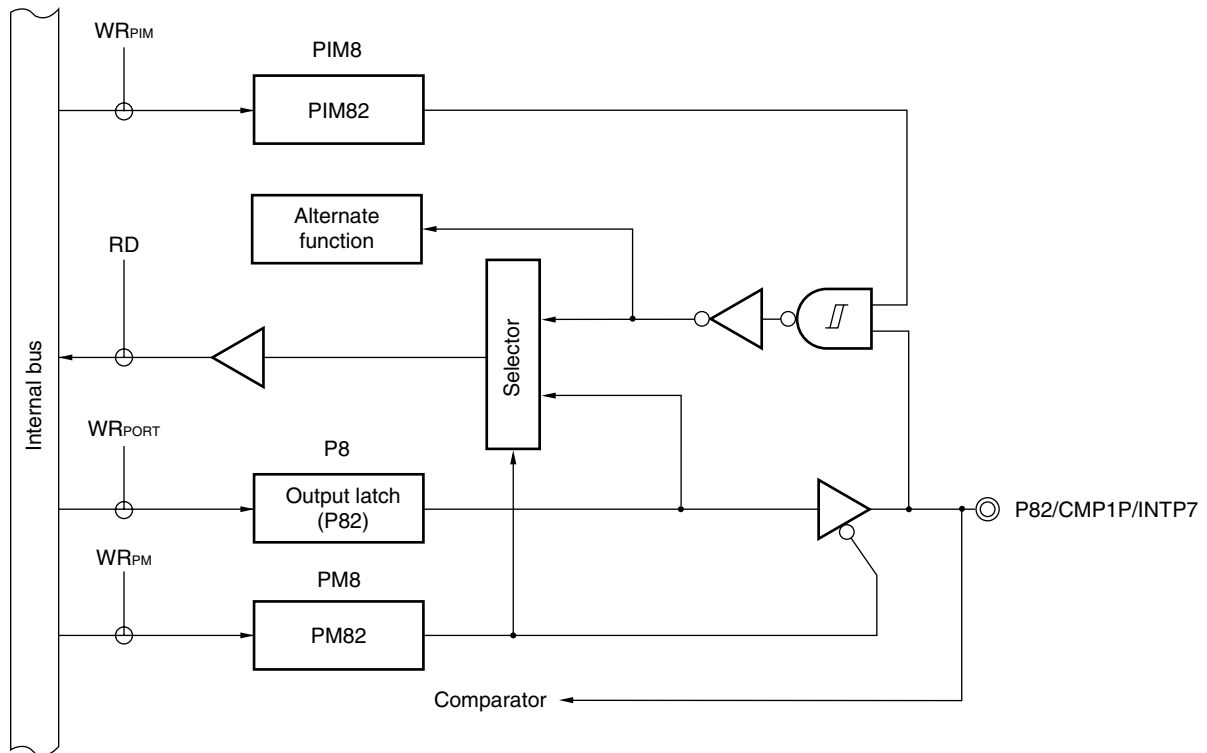 WRPIM
PIM8
PIM82
Alternate
function
RD
Selector
Internal bus
WRPORT
P8
Output latch
(P82)
P82/CMP1P/INTP7
WRPM
PM8
PM82
Comparator